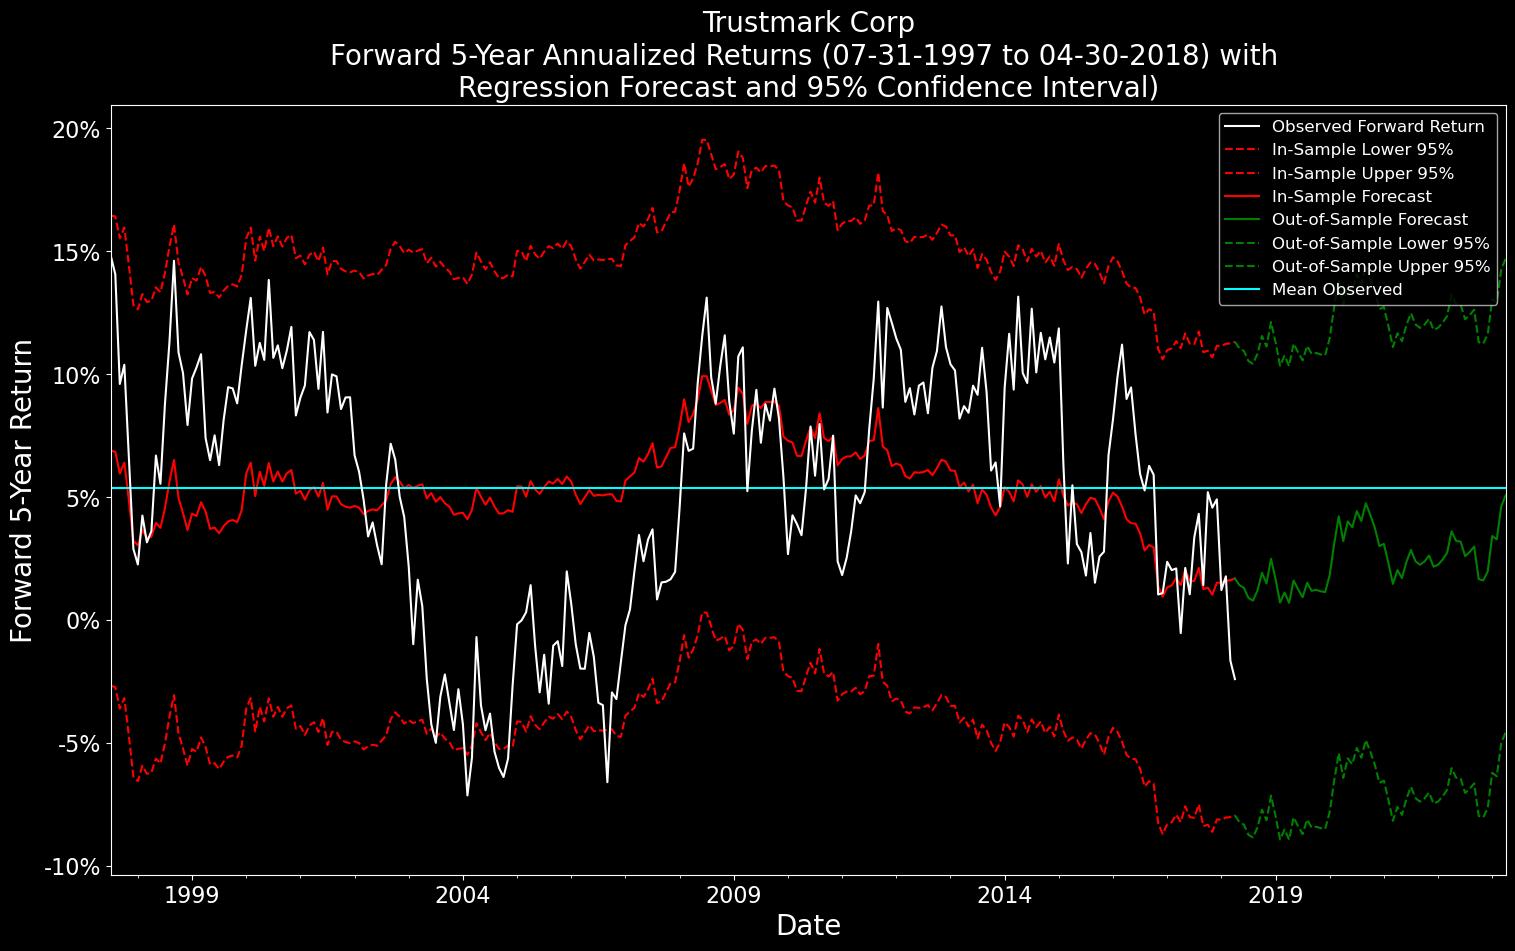 Trustmark Corp
Forward 5-Year Annualized Returns (07-31-1997 to 04-30-2018) with
Regression Forecast and 95% Confidence Interval)
Observed Forward Return
In-Sample Lower 95%
In-Sample Upper 95%
In-Sample Forecast
Out-of-Sample Forecast
Out-of-Sample Lower 95%
Out-of-Sample Upper 95%
Mean Observed
Forward 5-Year Return
20%
15%
10%
5%
0%
-5%
-10%
1999
2004
2009
2014
2019
Date